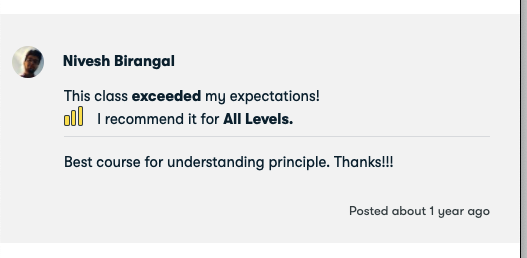 Nivesh Birangal
This class exceeded my expectations!
I recommend it for All Levels.
Best course for understanding principle. Thanks!!!
Posted about 1 year ago